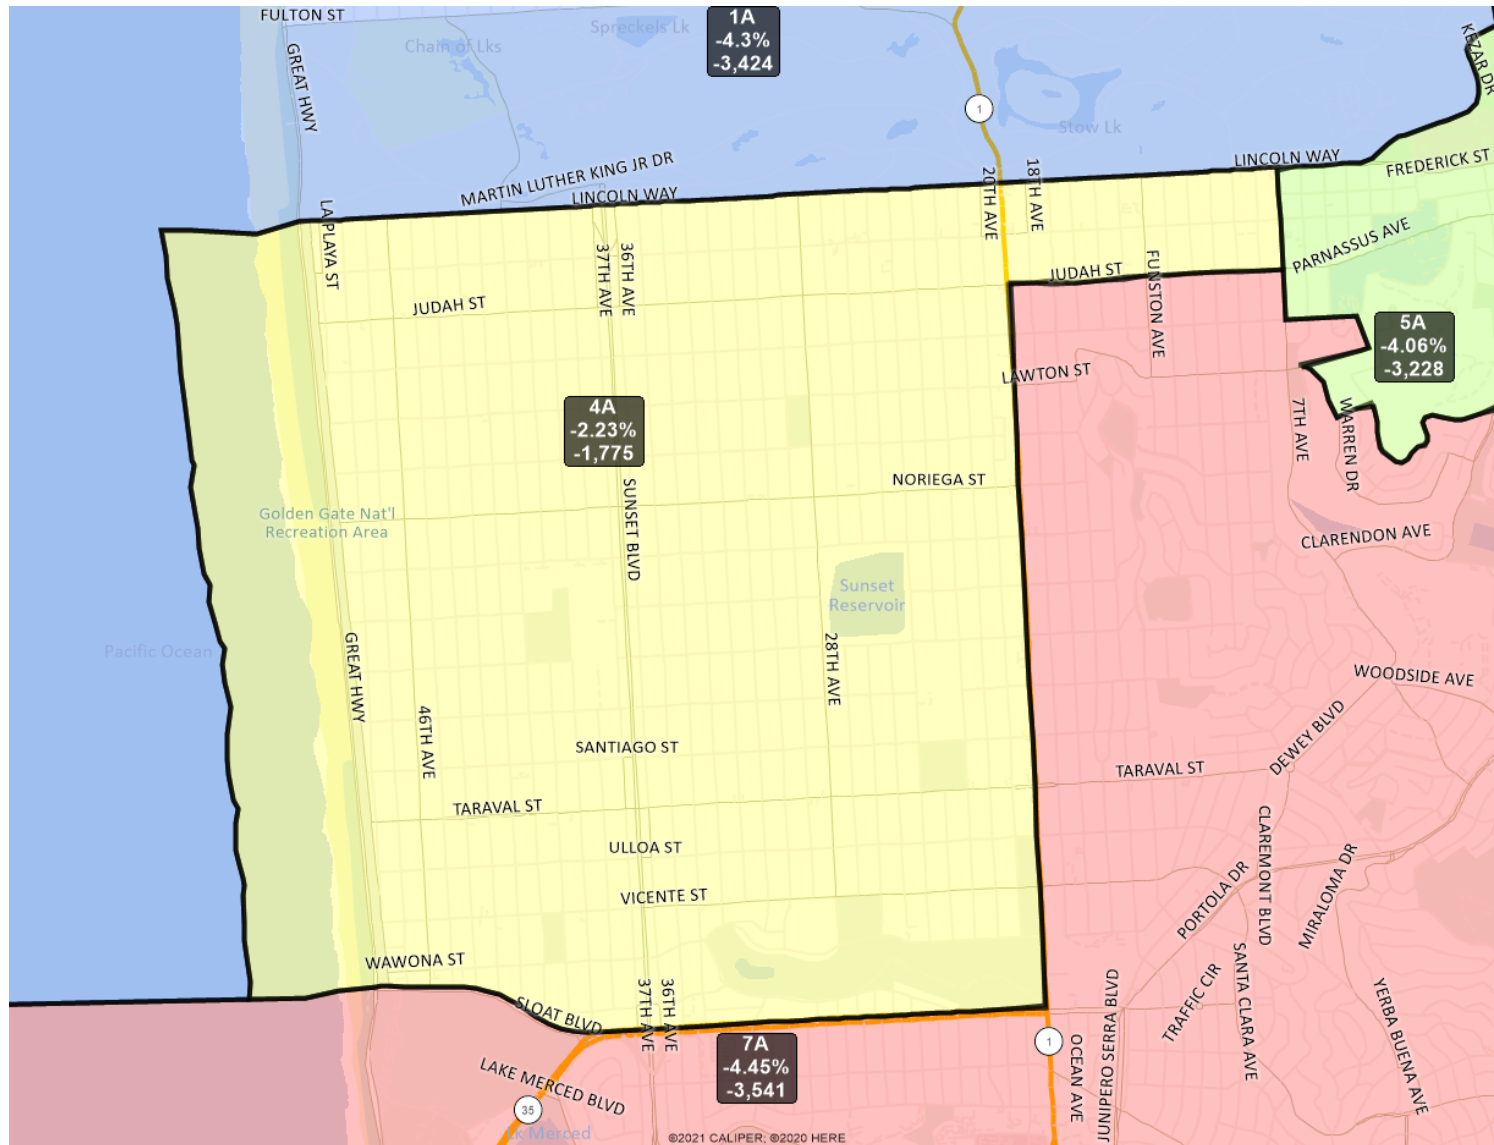 FULTON ST
1A
-4.3%
-3,424
Spreckels Lk
Chain of Lks
GREAT HWY
KEZAR DR
1
Stow Lk
MARTIN LUTHER KING JR DR
LINCOLN WAY
LINCOLN WAY
FREDERICK ST
20TH AVE
18TH AVE
LA PLAYA ST
37TH AVE
36TH AVE
PARNASSUS AVE
JUDAH ST
JUDAH ST
FUNSTON AVE
5A
-4.06%
-3,228
LAWTON ST
4A
-2.23%
-1,775
7TH AVE
WARREN DR
NORIEGA ST
SUNSET BLVD
Golden Gate Nat'l
Recreation Area
CLARENDON AVE
Sunset
Reservoir
Pacific Ocean
GREAT HWY
28TH AVE
WOODSIDE AVE
46TH AVE
SANTIAGO ST
DEWEY BLVD
TARAVAL ST
TARAVAL ST
ULLOA ST
CLAREMONT BLVD
MIRALOMA DR
PORTOLA DR
VICENTE ST
WAWONA ST
SANTA CLARA AVE
TRAFFIC CIR
YERBA BUENA AVE
SLOAT BLVD
37TH AVE
36TH AVE
JUNIPERO SERRA BLVD
OCEAN AVE
1
7A
-4.45%
-3,541
LAKE MERCED BLVD
35
Lk Merced
©2021 CALIPER; ©2020 HERE